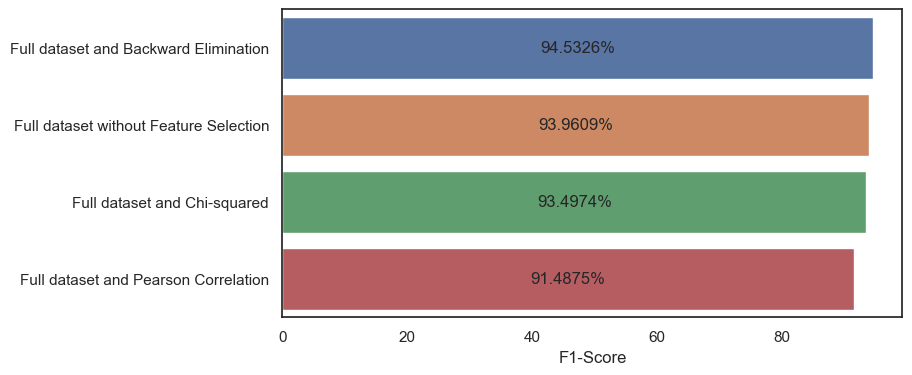 Full dataset and Backward Elimination
94.5326%
Full dataset without Feature Selection
93.9609%
Full dataset and Chi-squared
93.4974%
Full dataset and Pearson Correlation
91.4875%
0 20 40 60 80
F1-Score